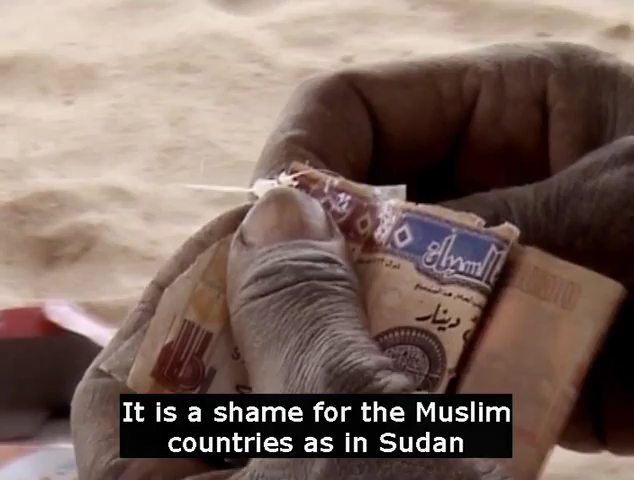 السودان
دينار
It is a shame for the Muslim
countries as in Sudan